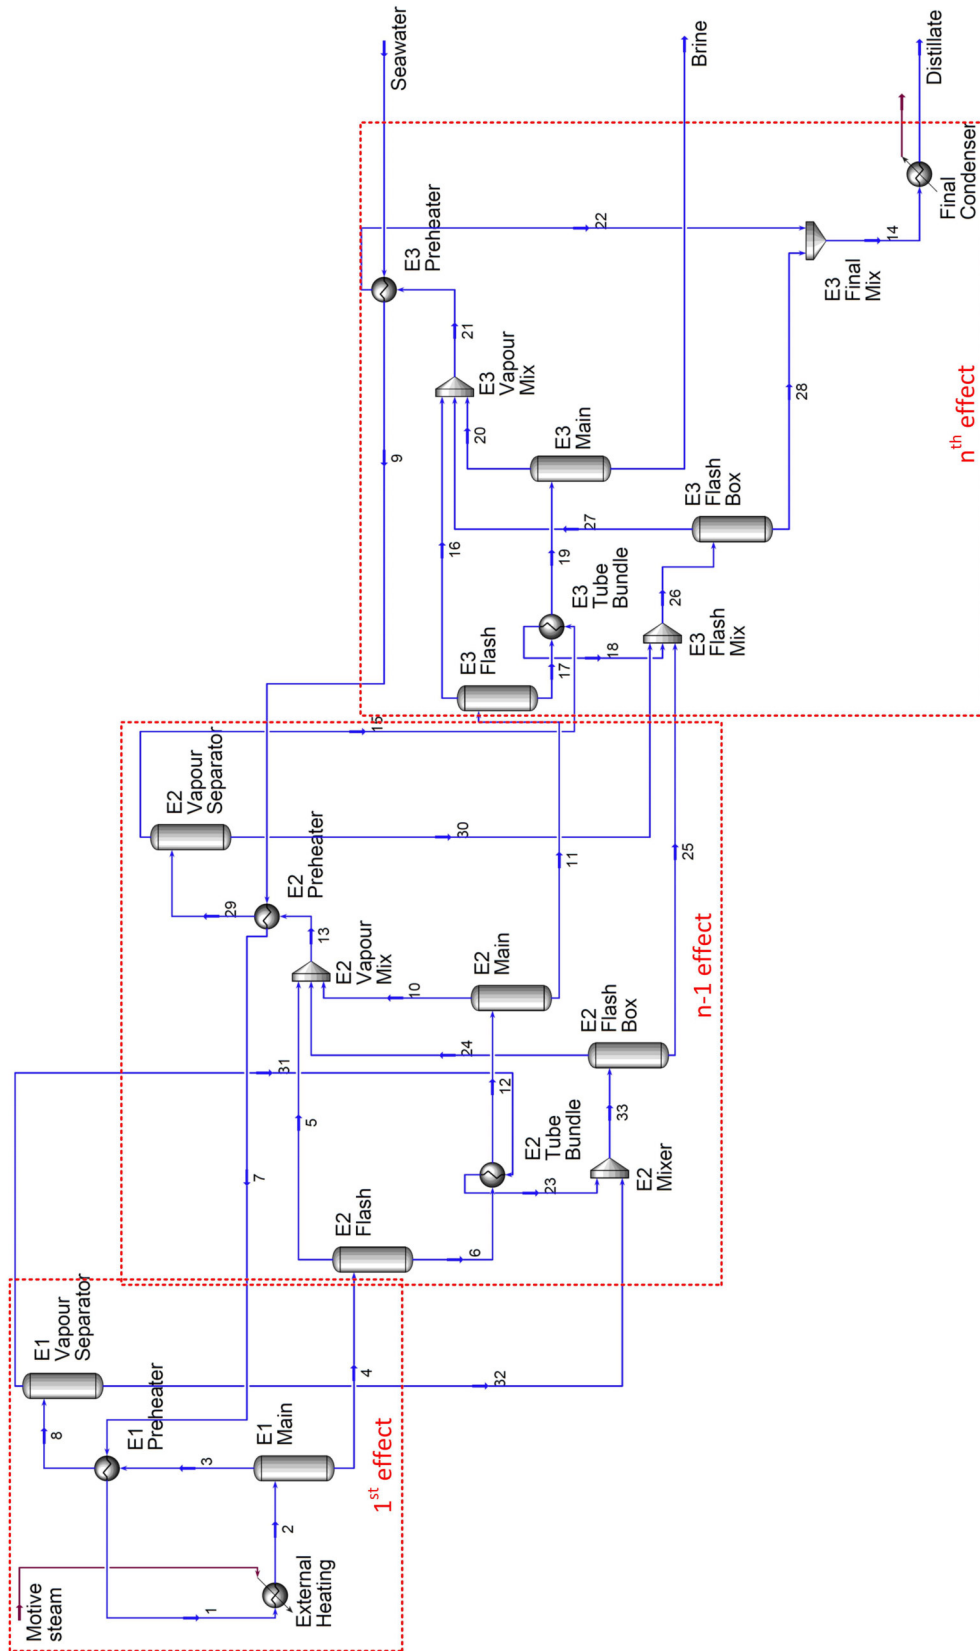 Motive
steam
1
External
Heating
2
E1
Main
3
E1
Preheater
8
E1
Vapour
Separator
1st effect
4
32
7
E2
Flash
5
6
E2
Tube
Bundle
23
31
12
E2 Mixer
33
E2
Flash
Box
24
E2
Main
10
E2
Vapour
Mix
13
E2
Preheater
29
E2
Vapour
Separator
30
11
25
n-1 effect
15
E3
Flash
16
17
E3
Tube
Bundle
18
19
E3
Flash
Mix
26
E3
Flash
Box
27
E3
Main
20
E3
Vapour
Mix
21
9
E3
Preheater
22
28
E3
Final
Mix
14
Final
Condenser
nth effect
Seawater
Brine
Distillate